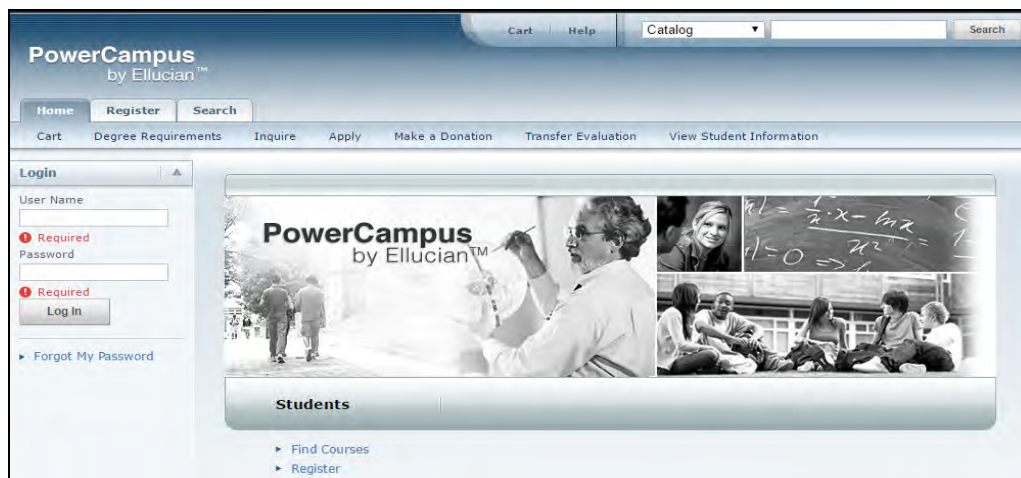 Cart Help Catalog Search
PowerCampus
by Ellucian™
Home Register Search
Cart Degree Requirements Inquire Apply Make a Donation Transfer Evaluation View Student Information
Login
User Name
Required
Password
Required
Log In
Forgot My Password
PowerCampus
by Ellucian™
Students
Find Courses
Register